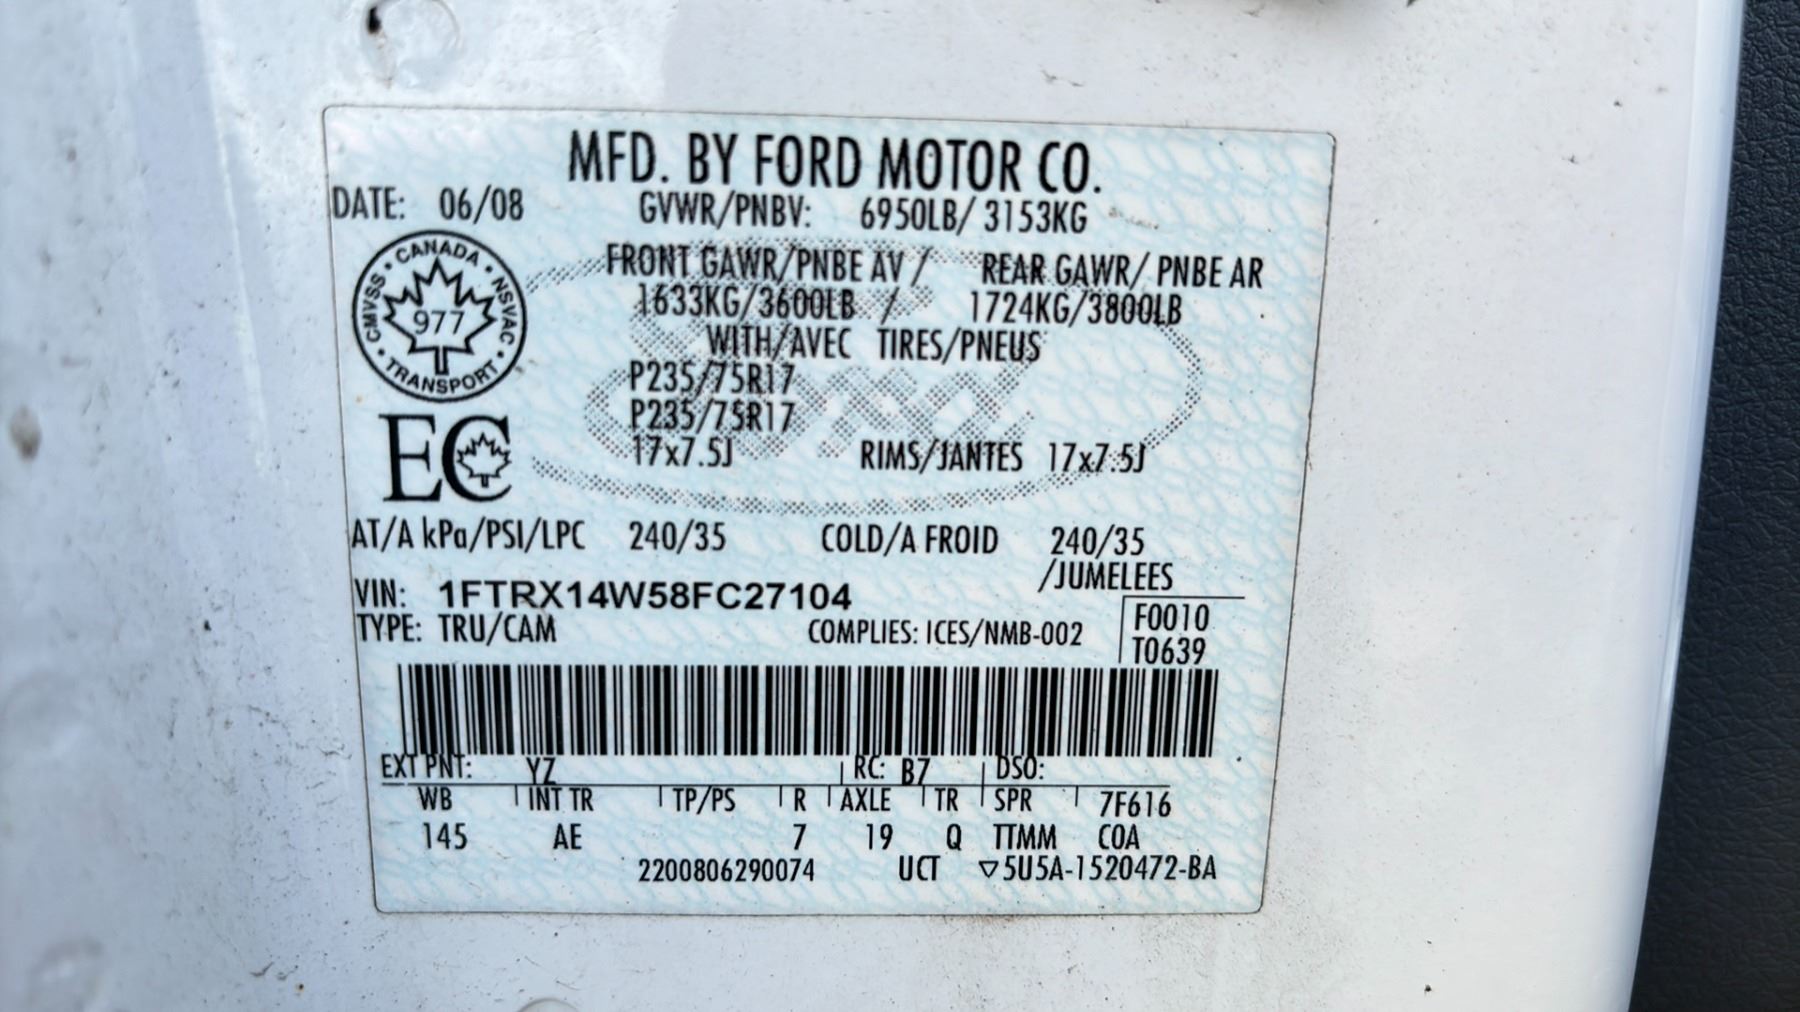 MFD. BY FORD MOTOR CO.
DATE: 06/08 GVWR/PNBV: 6950LB/ 3153KG
CANADA · NSVAC · TRANSPORT · CMVSS ·
977
FRONT GAWR/PNBE AV / REAR GAWR/ PNBE AR
1633KG/3600LB / 1724KG/3800LB
WITH/AVEC TIRES/PNEUS
P235/75R17
P235/75R17
17x7.5J RIMS/JANTES 17x7.5J
EC
Ford
AT/A kPa/PSI/LPC 240/35 COLD/A FROID 240/35
/JUMELEES
VIN: 1FTRX14W58FC27104
TYPE: TRU/CAM COMPLIES: ICES/NMB-002
F0010
T0639
EXT PNT: YZ RC: B7 DSO:
WB INT TR TP/PS R AXLE TR SPR 7F616
145 AE 7 19 Q TTMM COA
2200806290074 UCT ▽5U5A-1520472-BA